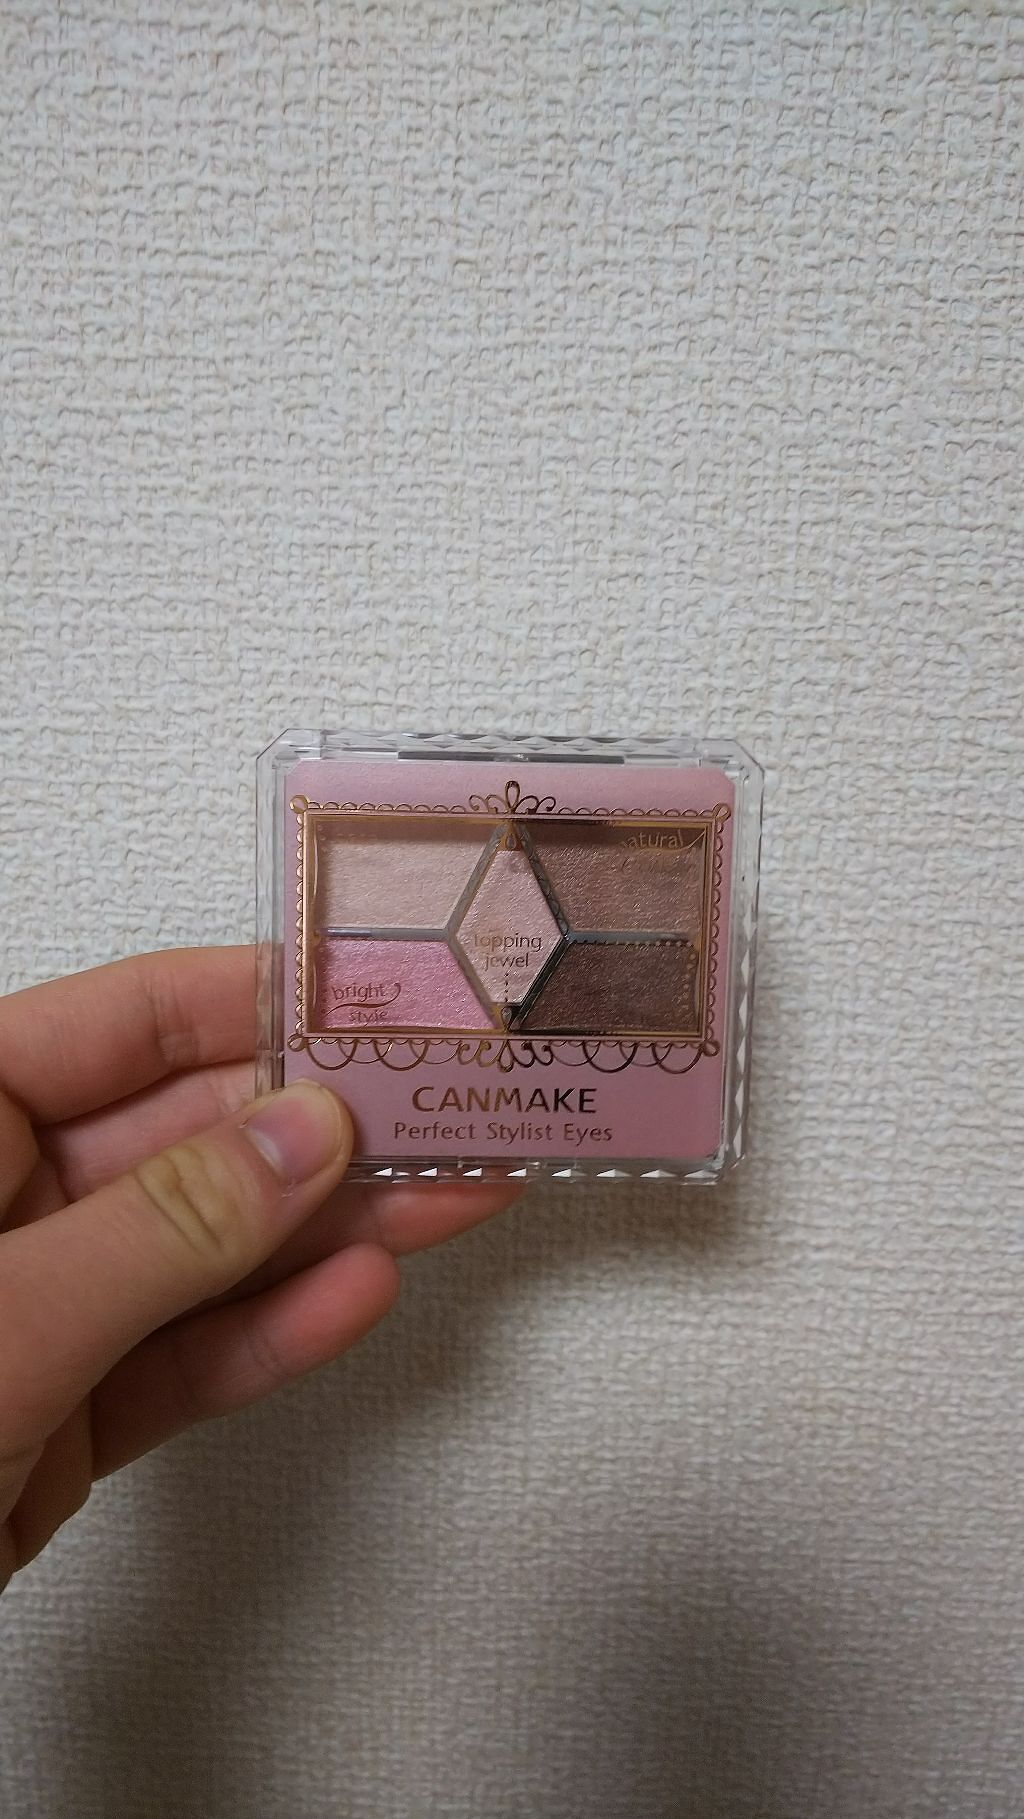 natural
topping
jewel
bright
style
CANMAKE
Perfect Stylist Eyes